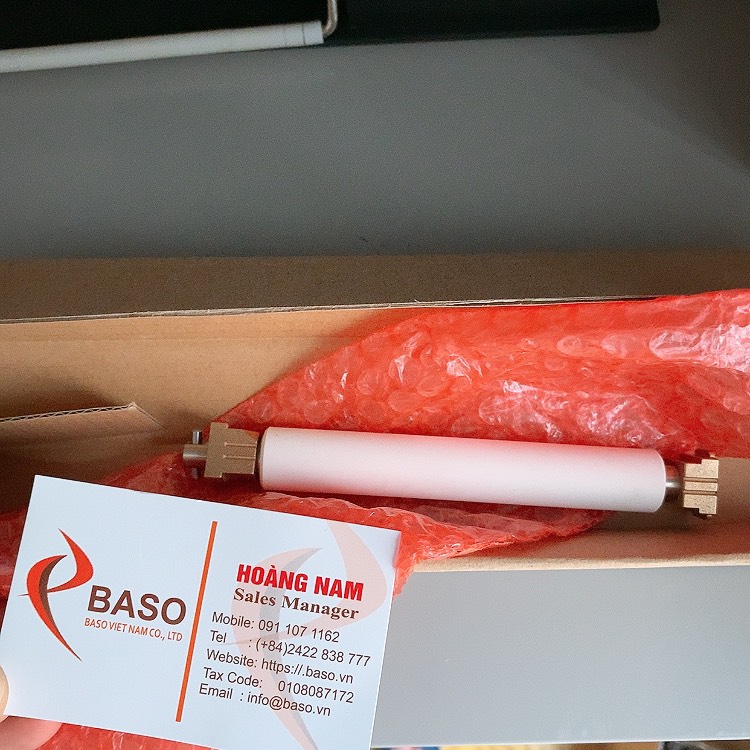 BASO
BASO VIET NAM CO., LTD
HOÀNG NAM
Sales Manager
Mobile: 091 107 1162
Tel : (+84)2422 838 777
Website: https://.baso.vn
Tax Code: 0108087172
Email : info@baso.vn